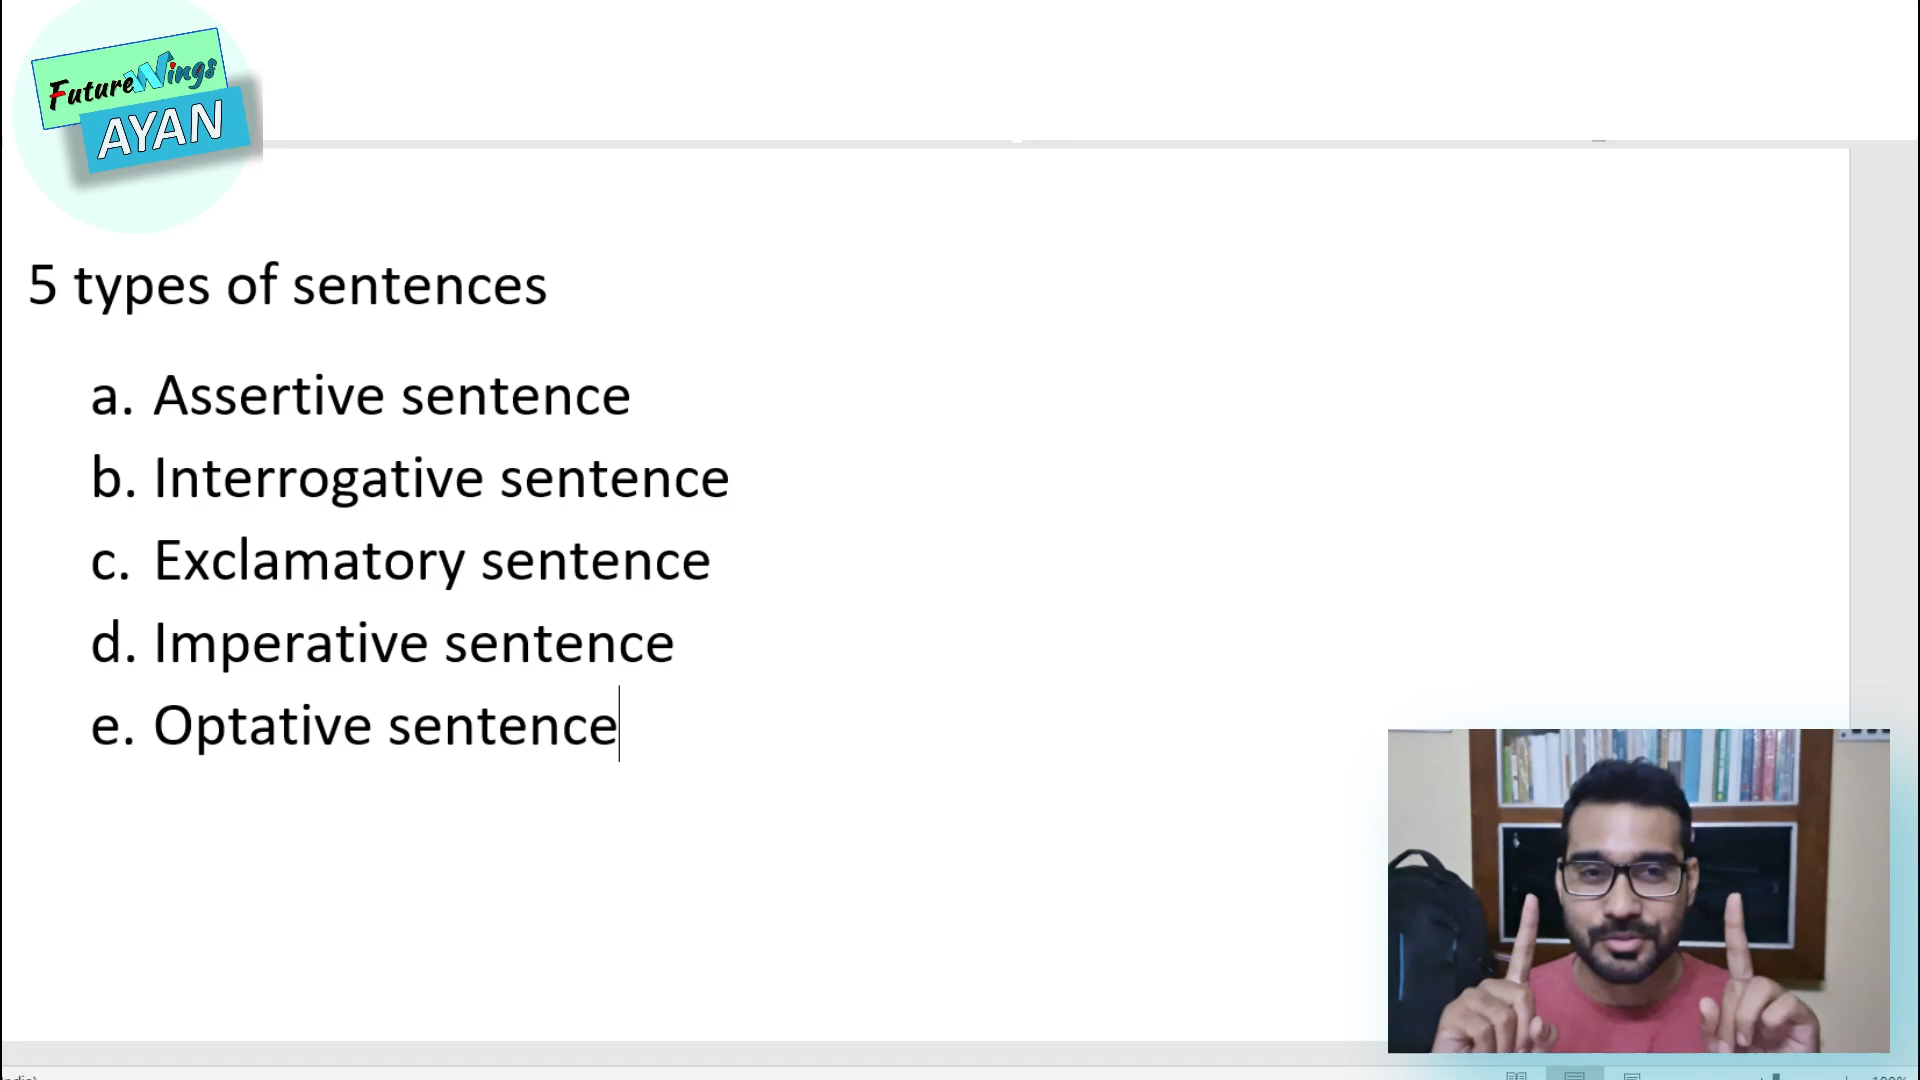 FutureWings
AYAN
5 types of sentences
a. Assertive sentence
b. Interrogative sentence
c. Exclamatory sentence
d. Imperative sentence
e. Optative sentence